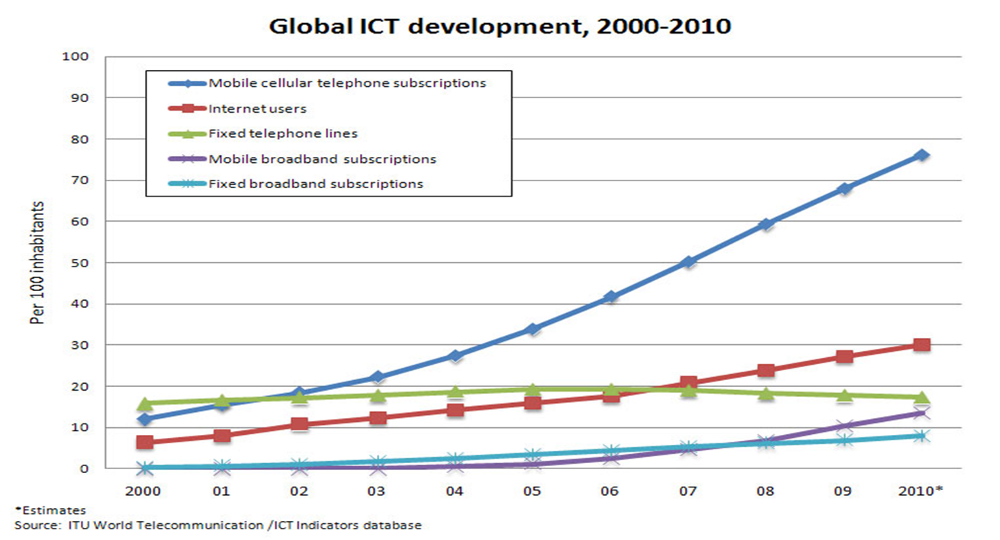 Global ICT development, 2000-2010
100
90
80
70
60
50
40
30
20
10
0
Per 100 inhabitants
Mobile cellular telephone subscriptions
Internet users
Fixed telephone lines
Mobile broadband subscriptions
Fixed broadband subscriptions
2000 01 02 03 04 05 06 07 08 09 2010*
*Estimates
Source: ITU World Telecommunication /ICT Indicators database